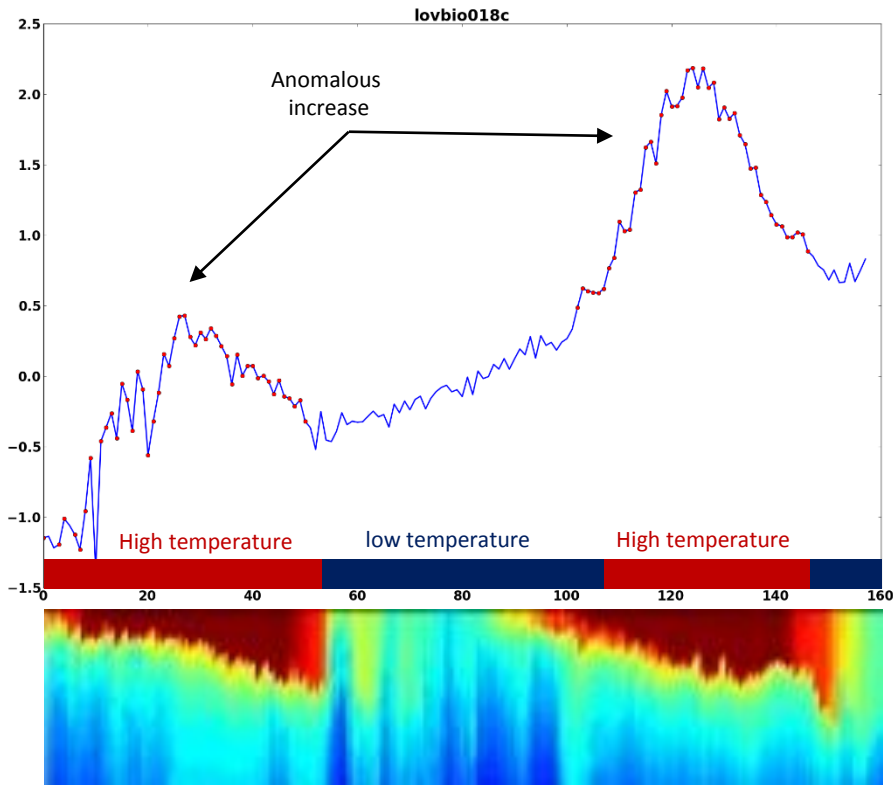 lovbio018c
2.5
Anomalous
increase
2.0
1.5
1.0
0.5
0.0
−0.5
−1.0
High temperature low temperature High temperature
−1.5
0 20 40 60 80 100 120 140 160